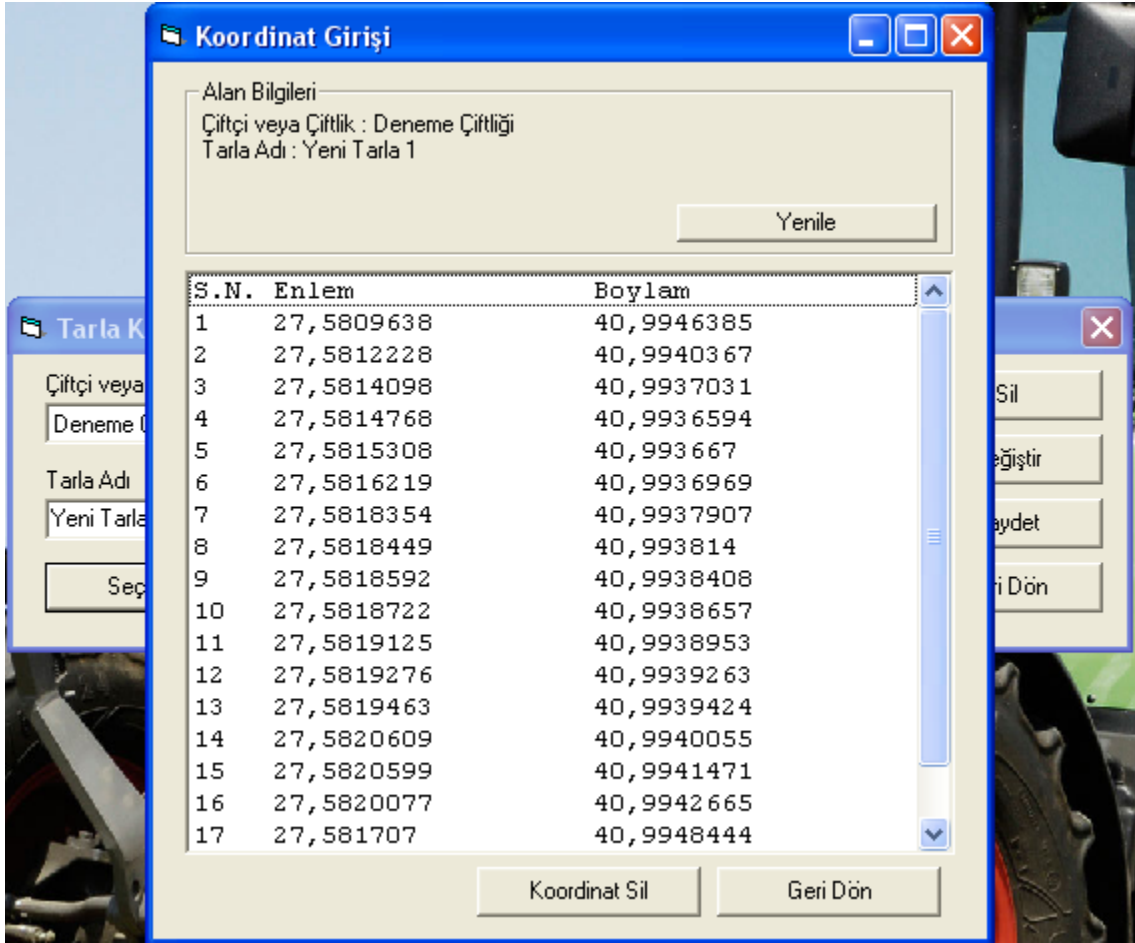 Koordinat Girişi
Alan Bilgileri
Çiftçi veya Çiftlik : Deneme Çiftliği
Tarla Adı : Yeni Tarla 1
Yenile
S.N. Enlem Boylam
1 27,5809638 40,9946385
2 27,5812228 40,9940367
3 27,5814098 40,9937031
4 27,5814768 40,9936594
5 27,5815308 40,993667
6 27,5816219 40,9936969
7 27,5818354 40,9937907
8 27,5818449 40,993814
9 27,5818592 40,9938408
10 27,5818722 40,9938657
11 27,5819125 40,9938953
12 27,5819276 40,9939263
13 27,5819463 40,9939424
14 27,5820609 40,9940055
15 27,5820599 40,9941471
16 27,5820077 40,9942665
17 27,581707 40,9948444
Koordinat Sil Geri Dön
Tarla K
Çiftçi veya
Deneme
Tarla Adı
Yeni Tarla
Seç
Sil
eğiştir
aydet
ri Dön